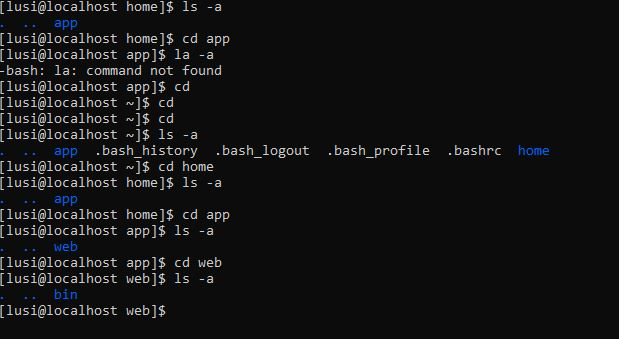 [lusi@localhost home]$ ls -a
.  ..  app
[lusi@localhost home]$ cd app
[lusi@localhost app]$ la -a
-bash: la: command not found
[lusi@localhost app]$ cd
[lusi@localhost ~]$ cd
[lusi@localhost ~]$ cd
[lusi@localhost ~]$ ls -a
.  ..  app  .bash_history  .bash_logout  .bash_profile  .bashrc  home
[lusi@localhost ~]$ cd home
[lusi@localhost home]$ ls -a
.  ..  app
[lusi@localhost home]$ cd app
[lusi@localhost app]$ ls -a
.  ..  web
[lusi@localhost app]$ cd web
[lusi@localhost web]$ ls -a
.  ..  bin
[lusi@localhost web]$